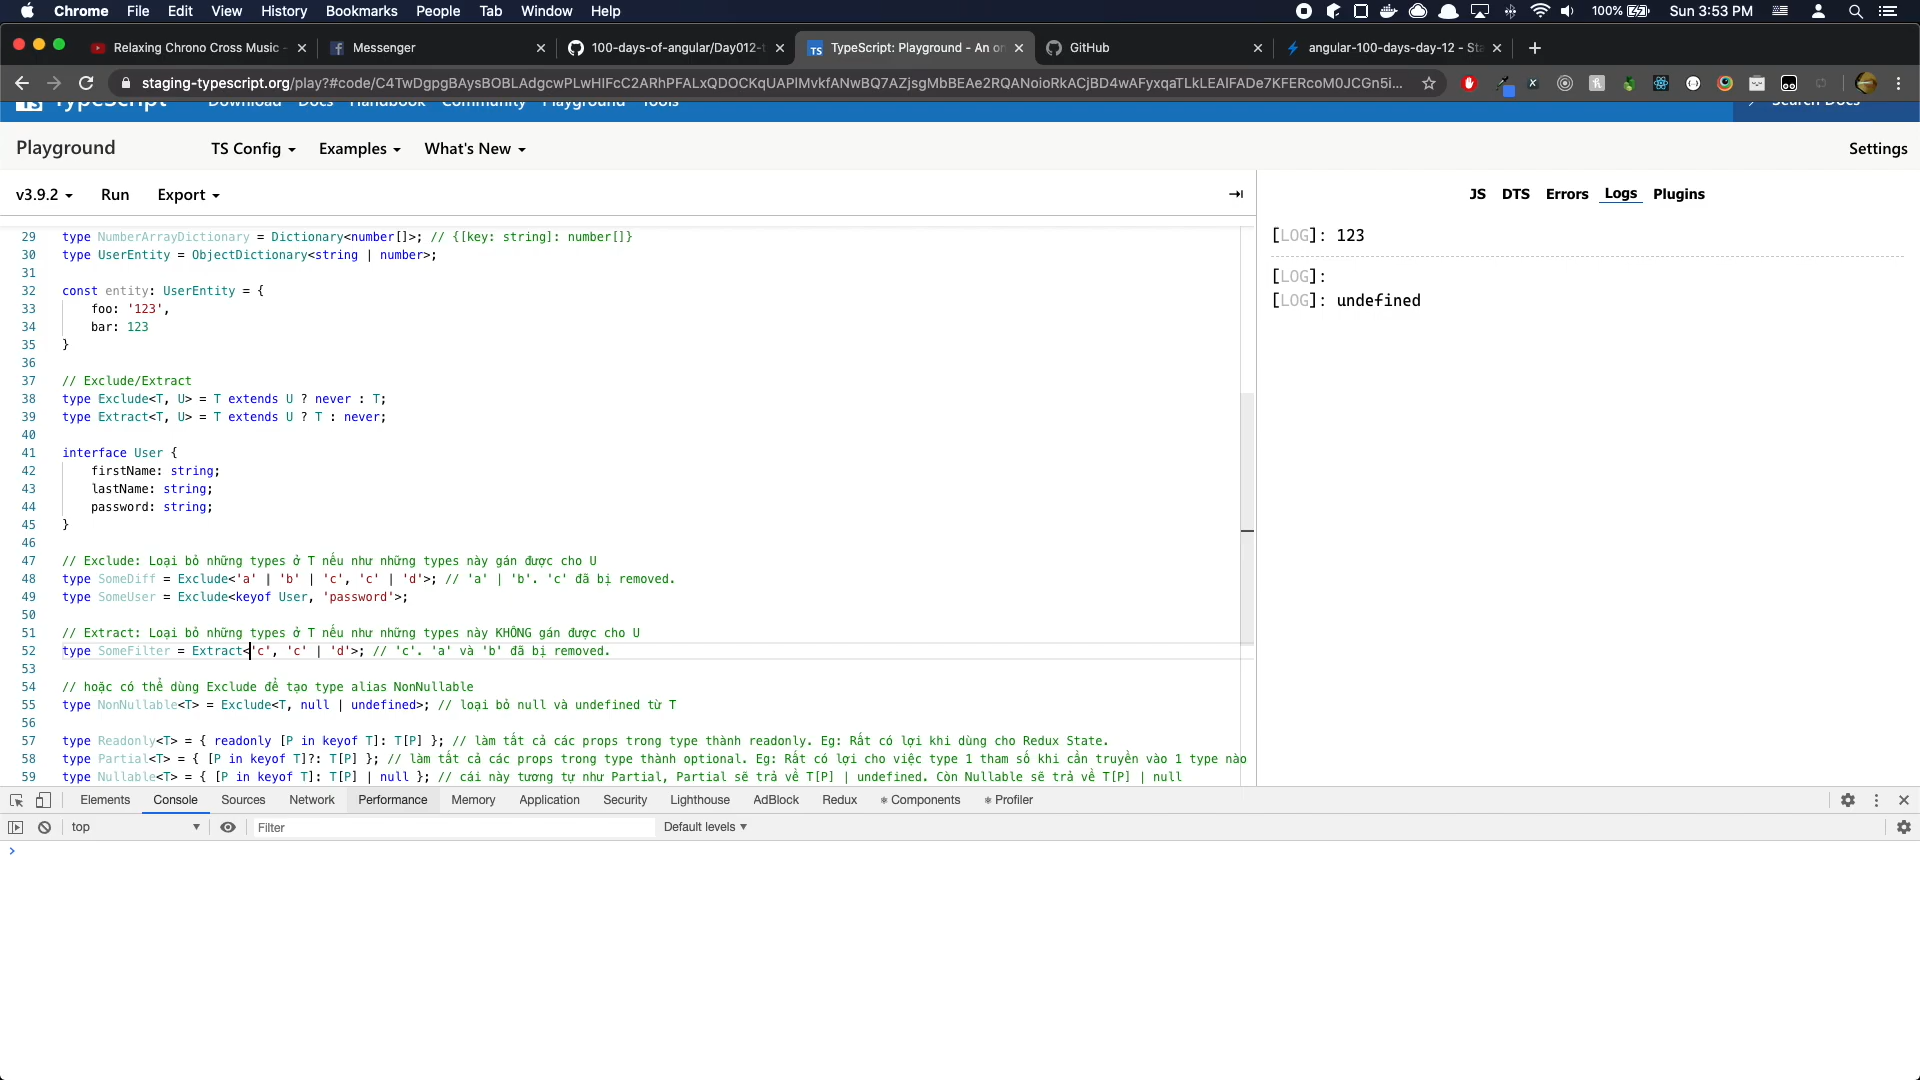 Chrome File Edit View History Bookmarks People Tab Window Help 100% Sun 3:53 PM
Relaxing Chrono Cross Music - Messenger 100-days-of-angular/Day012- TypeScript: Playground - An on GitHub angular-100-days-day-12 - Sta
staging-typescript.org/play?#code/C4TwDgpgBAysBOBLAdgcwPLwHIFcC2ARhPFALxQDOCKqUAPIMvkfANwBQ7AZjsgMbBEAe2RQANoioRkACjBD4wAFyxqaTLkLEAIFADe7KFERcoM0JCGn5i...
TypeScript Download Docs Handbook Community Playground Tools Search Docs
Playground TS Config Examples What's New Settings
v3.9.2 Run Export JS DTS Errors Logs Plugins
29 type NumberArrayDictionary = Dictionary<number[]>; // {[key: string]: number[]}
30 type UserEntity = ObjectDictionary<string | number>;
31
32 const entity: UserEntity = {
33 foo: '123',
34 bar: 123
35 }
36
37 // Exclude/Extract
38 type Exclude<T, U> = T extends U ? never : T;
39 type Extract<T, U> = T extends U ? T : never;
40
41 interface User {
42 firstName: string;
43 lastName: string;
44 password: string;
45 }
46
47 // Exclude: Loại bỏ những types ở T nếu như những types này gán được cho U
48 type SomeDiff = Exclude<'a' | 'b' | 'c', 'c' | 'd'>; // 'a' | 'b'. 'c' đã bị removed.
49 type SomeUser = Exclude<keyof User, 'password'>;
50
51 // Extract: Loại bỏ những types ở T nếu như những types này KHÔNG gán được cho U
52 type SomeFilter = Extract<'c', 'c' | 'd'>; // 'c'. 'a' và 'b' đã bị removed.
53
54 // hoặc có thể dùng Exclude để tạo type alias NonNullable
55 type NonNullable<T> = Exclude<T, null | undefined>; // loại bỏ null và undefined từ T
56
57 type Readonly<T> = { readonly [P in keyof T]: T[P] }; // làm tất cả các props trong type thành readonly. Eg: Rất có lợi khi dùng cho Redux State.
58 type Partial<T> = { [P in keyof T]?: T[P] }; // làm tất cả các props trong type thành optional. Eg: Rất có lợi cho việc type 1 tham số khi cần truyền vào 1 type nào
59 type Nullable<T> = { [P in keyof T]: T[P] | null }; // cái này tương tự như Partial, Partial sẽ trả về T[P] | undefined. Còn Nullable sẽ trả về T[P] | null
[LOG]: 123
[LOG]:
[LOG]: undefined
Elements Console Sources Network Performance Memory Application Security Lighthouse AdBlock Redux Components Profiler
top Filter Default levels